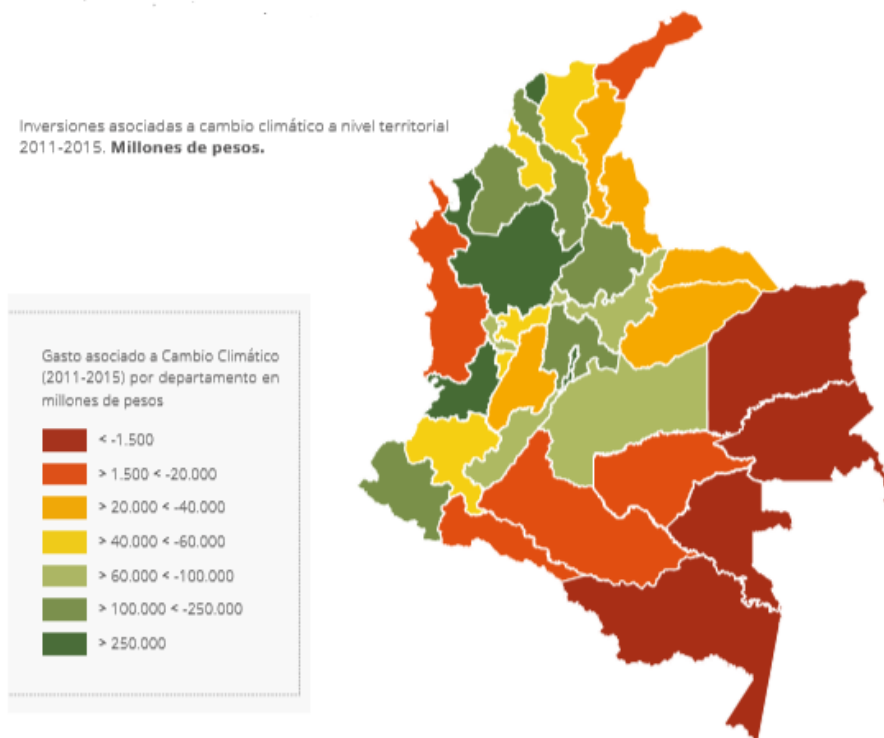 Inversiones asociadas a cambio climático a nivel territorial
2011-2015. Millones de pesos.
Gasto asociado a Cambio Climático
(2011-2015) por departamento en
millones de pesos
< -1.500
> 1.500 < -20.000
> 20.000 < -40.000
> 40.000 < -60.000
> 60.000 < -100.000
> 100.000 < -250.000
> 250.000